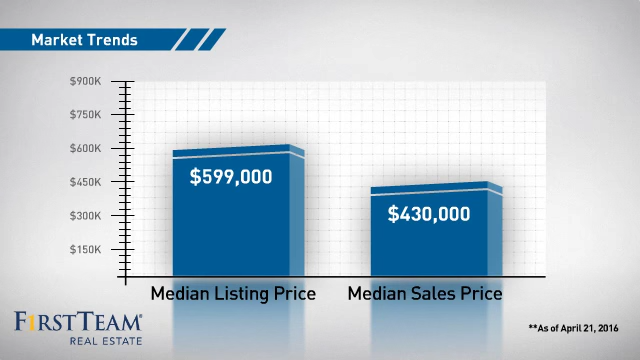 Market Trends
$900K
$750K
$600K
$450K
$300K
$150K
$599,000
$430,000
Median Listing Price
Median Sales Price
FIRSTTEAM®
REAL ESTATE
**As of April 21, 2016